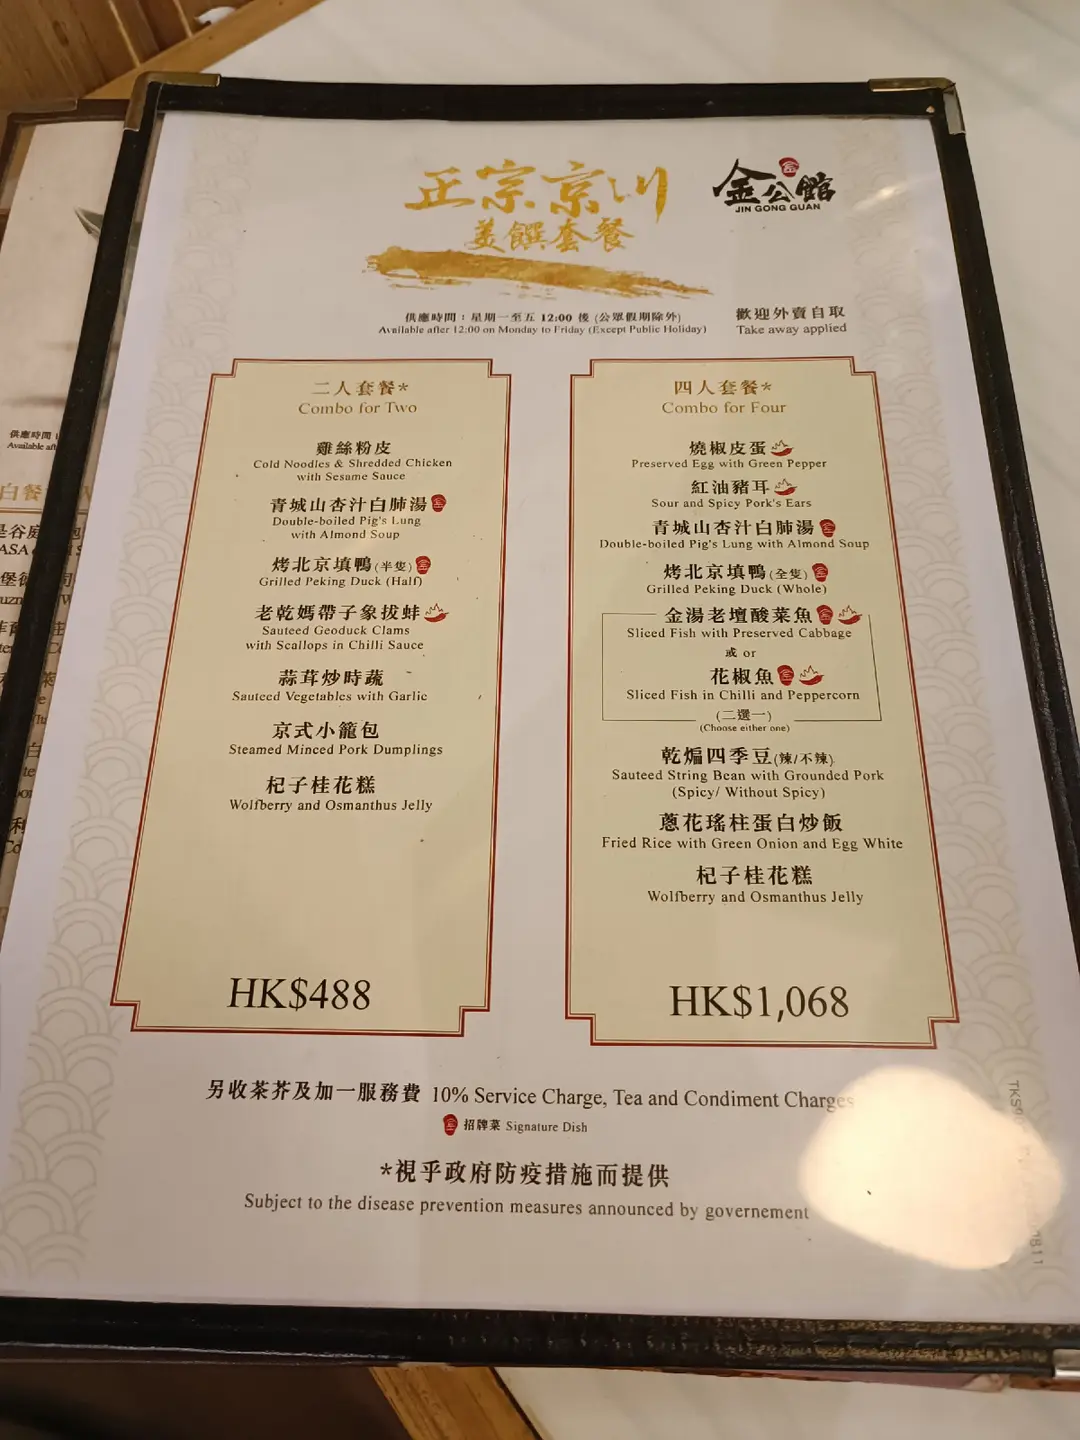 正宗京川
美饌套餐
金公館
JIN GONG GUAN
供應時間：星期一至五 12:00 後 (公眾假期除外)
Available after 12:00 on Monday to Friday (Except Public Holiday)
歡迎外賣自取
Take away applied
二人套餐*
Combo for Two
雞絲粉皮
Cold Noodles & Shredded Chicken
with Sesame Sauce
青城山杏汁白肺湯
Double-boiled Pig's Lung
with Almond Soup
烤北京填鴨(半隻)
Grilled Peking Duck (Half)
老乾媽帶子象拔蚌
Sauteed Geoduck Clams
with Scallops in Chilli Sauce
蒜茸炒時蔬
Sauteed Vegetables with Garlic
京式小籠包
Steamed Minced Pork Dumplings
杞子桂花糕
Wolfberry and Osmanthus Jelly
HK$488
四人套餐*
Combo for Four
燒椒皮蛋
Preserved Egg with Green Pepper
紅油豬耳
Sour and Spicy Pork's Ears
青城山杏汁白肺湯
Double-boiled Pig's Lung with Almond Soup
烤北京填鴨(全隻)
Grilled Peking Duck (Whole)
金湯老壇酸菜魚
Sliced Fish with Preserved Cabbage
或 or
花椒魚
Sliced Fish in Chilli and Peppercorn
(二選一)
(Choose either one)
乾煸四季豆(辣/不辣)
Sauteed String Bean with Grounded Pork
(Spicy/ Without Spicy)
蔥花瑤柱蛋白炒飯
Fried Rice with Green Onion and Egg White
杞子桂花糕
Wolfberry and Osmanthus Jelly
HK$1,068
另收茶芥及加一服務費 10% Service Charge, Tea and Condiment Charges
招牌菜 Signature Dish
*視乎政府防疫措施而提供
Subject to the disease prevention measures announced by governement
供應時間